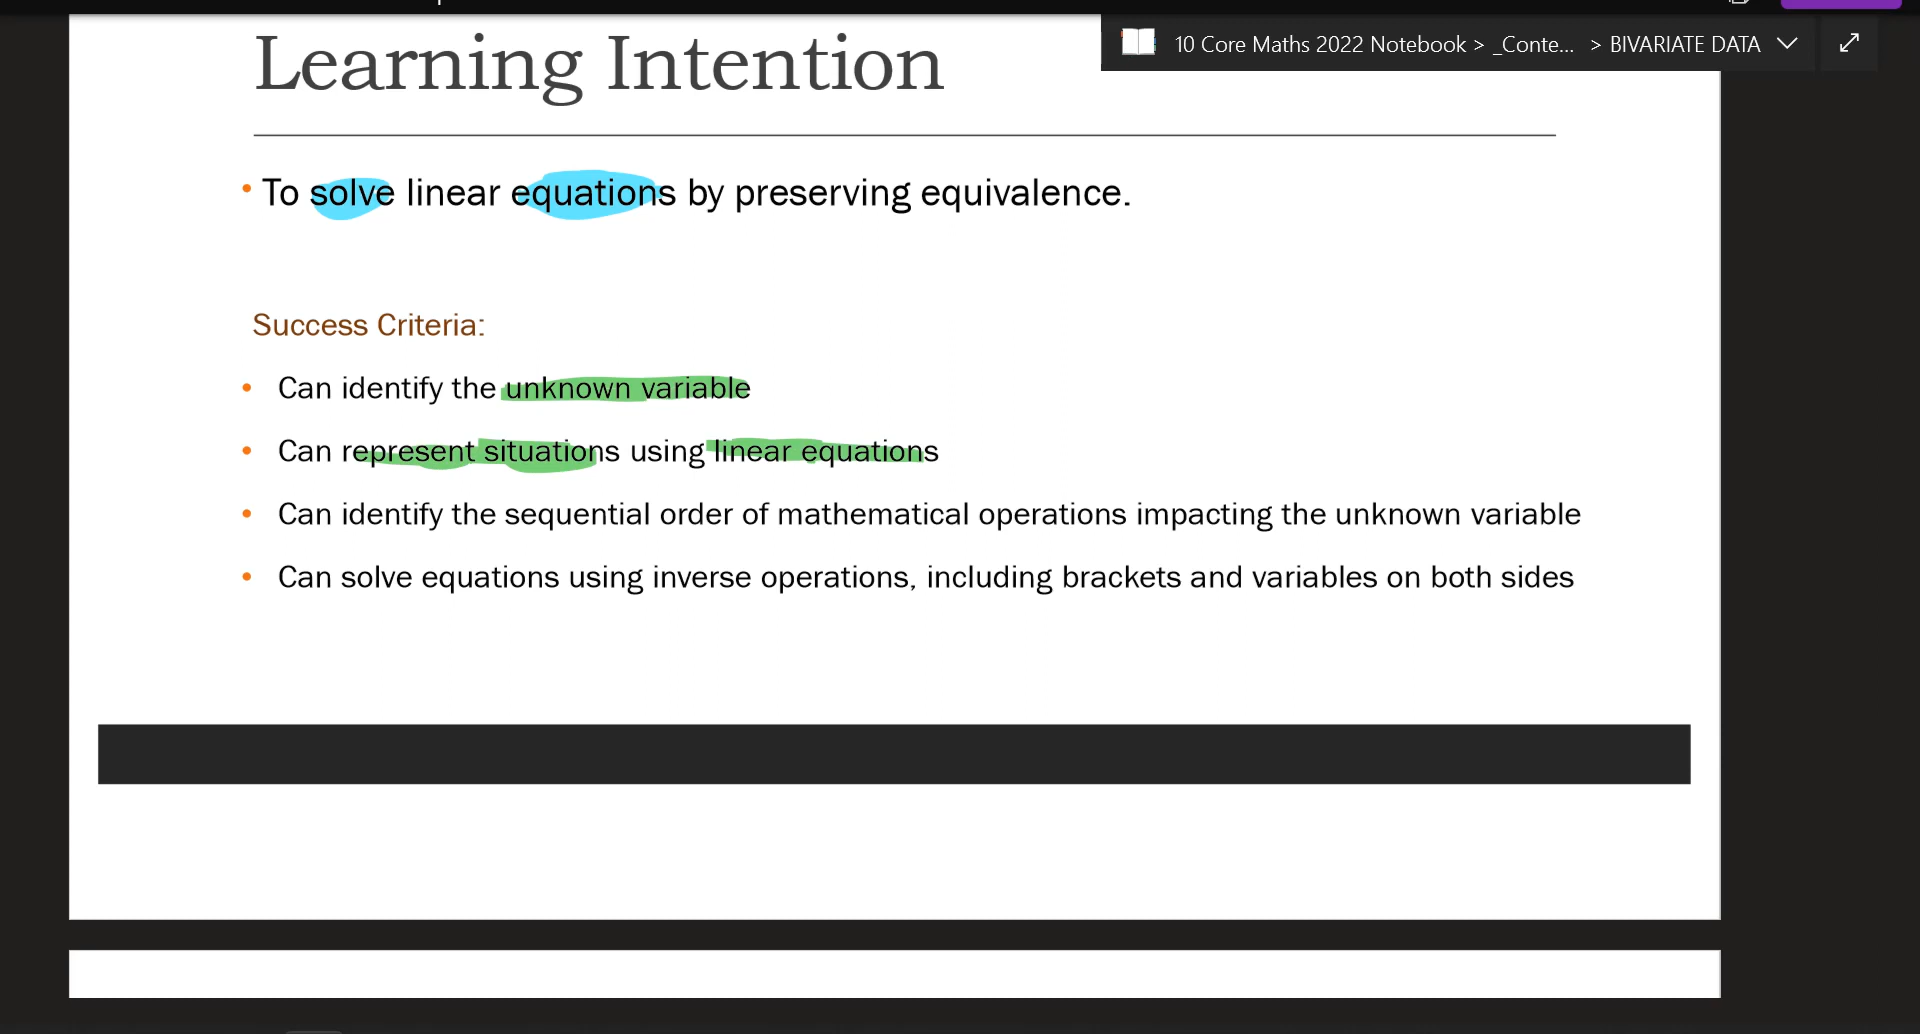 Learning Intention
10 Core Maths 2022 Notebook > _Conte... > BIVARIATE DATA
• To solve linear equations by preserving equivalence.
Success Criteria:
• Can identify the unknown variable
• Can represent situations using linear equations
• Can identify the sequential order of mathematical operations impacting the unknown variable
• Can solve equations using inverse operations, including brackets and variables on both sides